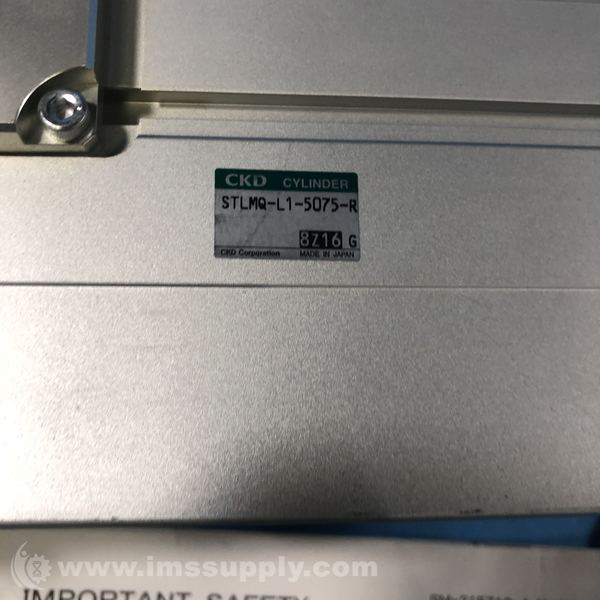 CKD CYLINDER
STLMQ-L1-5075-R
8Z16 G
CKD Corporation MADE IN JAPAN
www.imssupply.com
IMPORTANT SAFETY